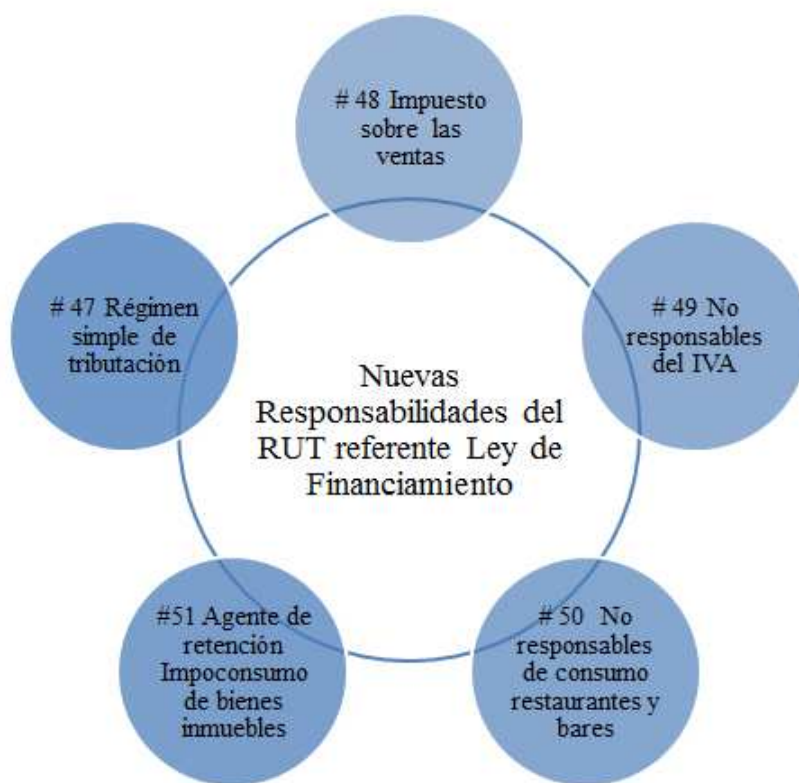 # 48 Impuesto
sobre las
ventas
# 49 No
responsables
del IVA
# 50 No
responsables
de consumo
restaurantes y
bares
#51 Agente de
retención
Impoconsumo
de bienes
inmuebles
# 47 Régimen
simple de
tributación
Nuevas
Responsabilidades del
RUT referente Ley de
Financiamiento